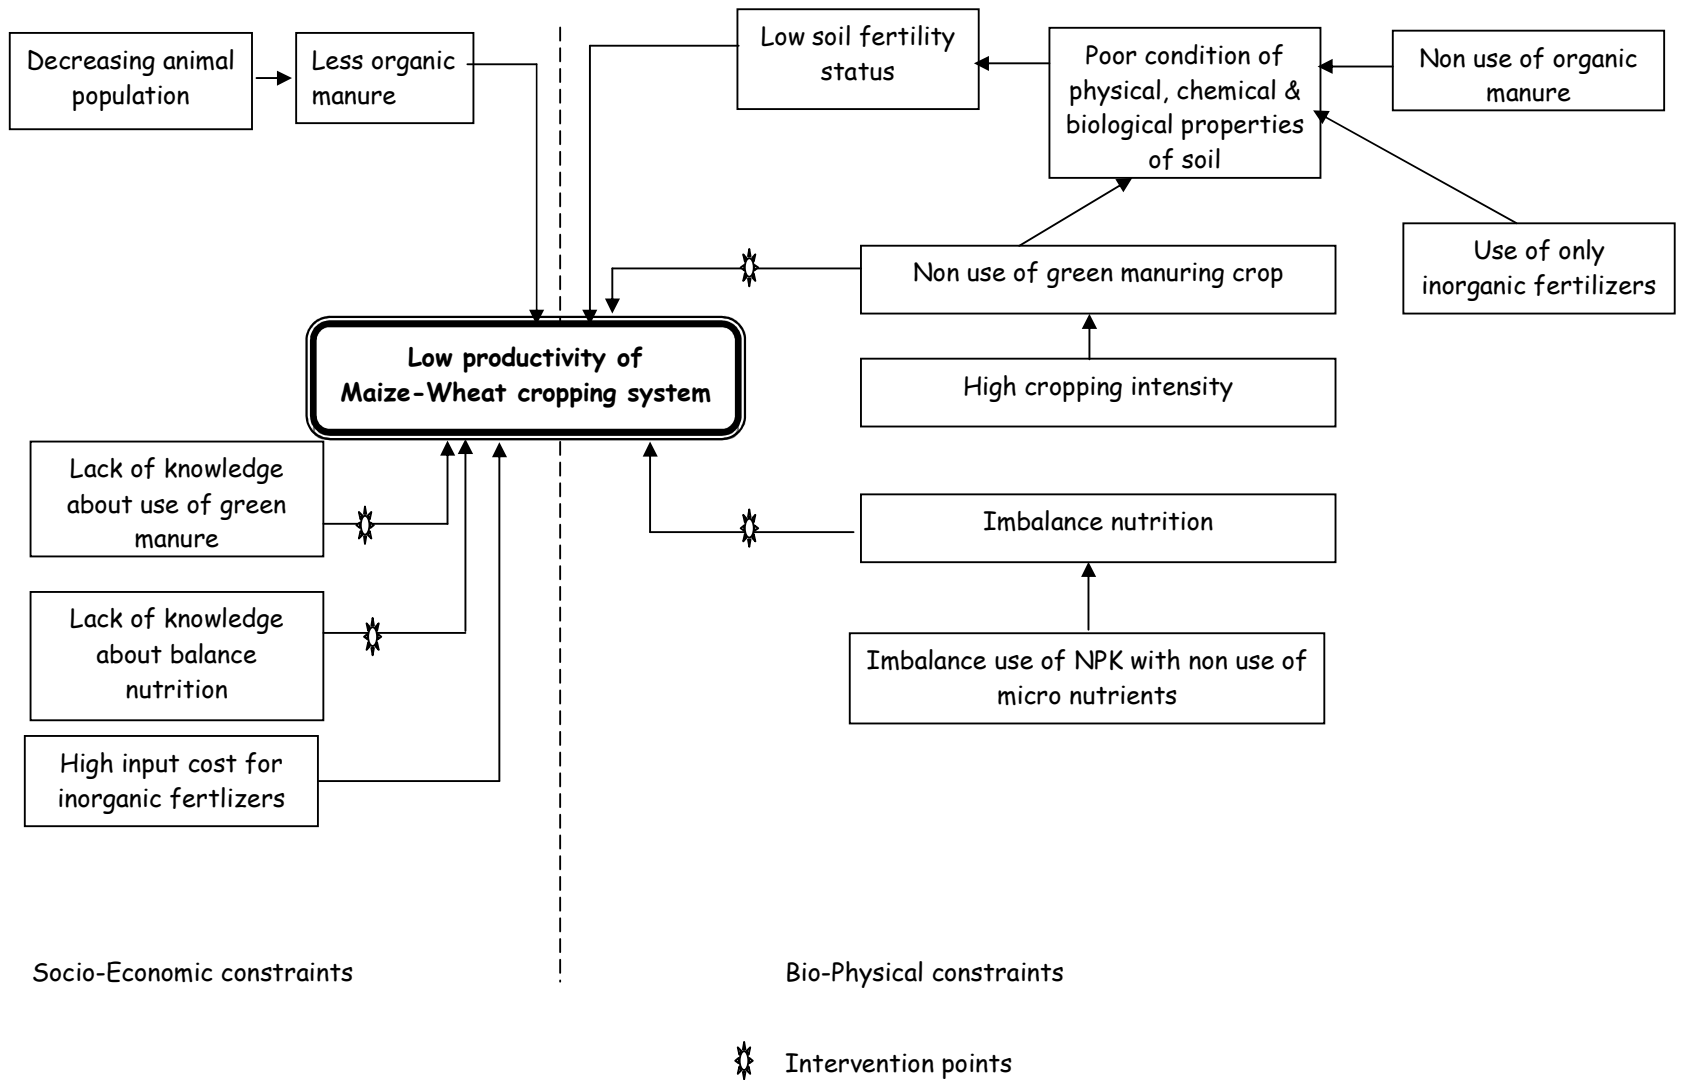 Decreasing animal
population
Less organic
manure
Low soil fertility
status
Poor condition of
physical, chemical &
biological properties
of soil
Non use of organic
manure
Use of only
inorganic fertilizers
Non use of green manuring crop
High cropping intensity
Low productivity of
Maize-Wheat cropping system
Lack of knowledge
about use of green
manure
Imbalance nutrition
Lack of knowledge
about balance
nutrition
Imbalance use of NPK with non use of
micro nutrients
High input cost for
inorganic fertlizers
Socio-Economic constraints
Bio-Physical constraints
Intervention points